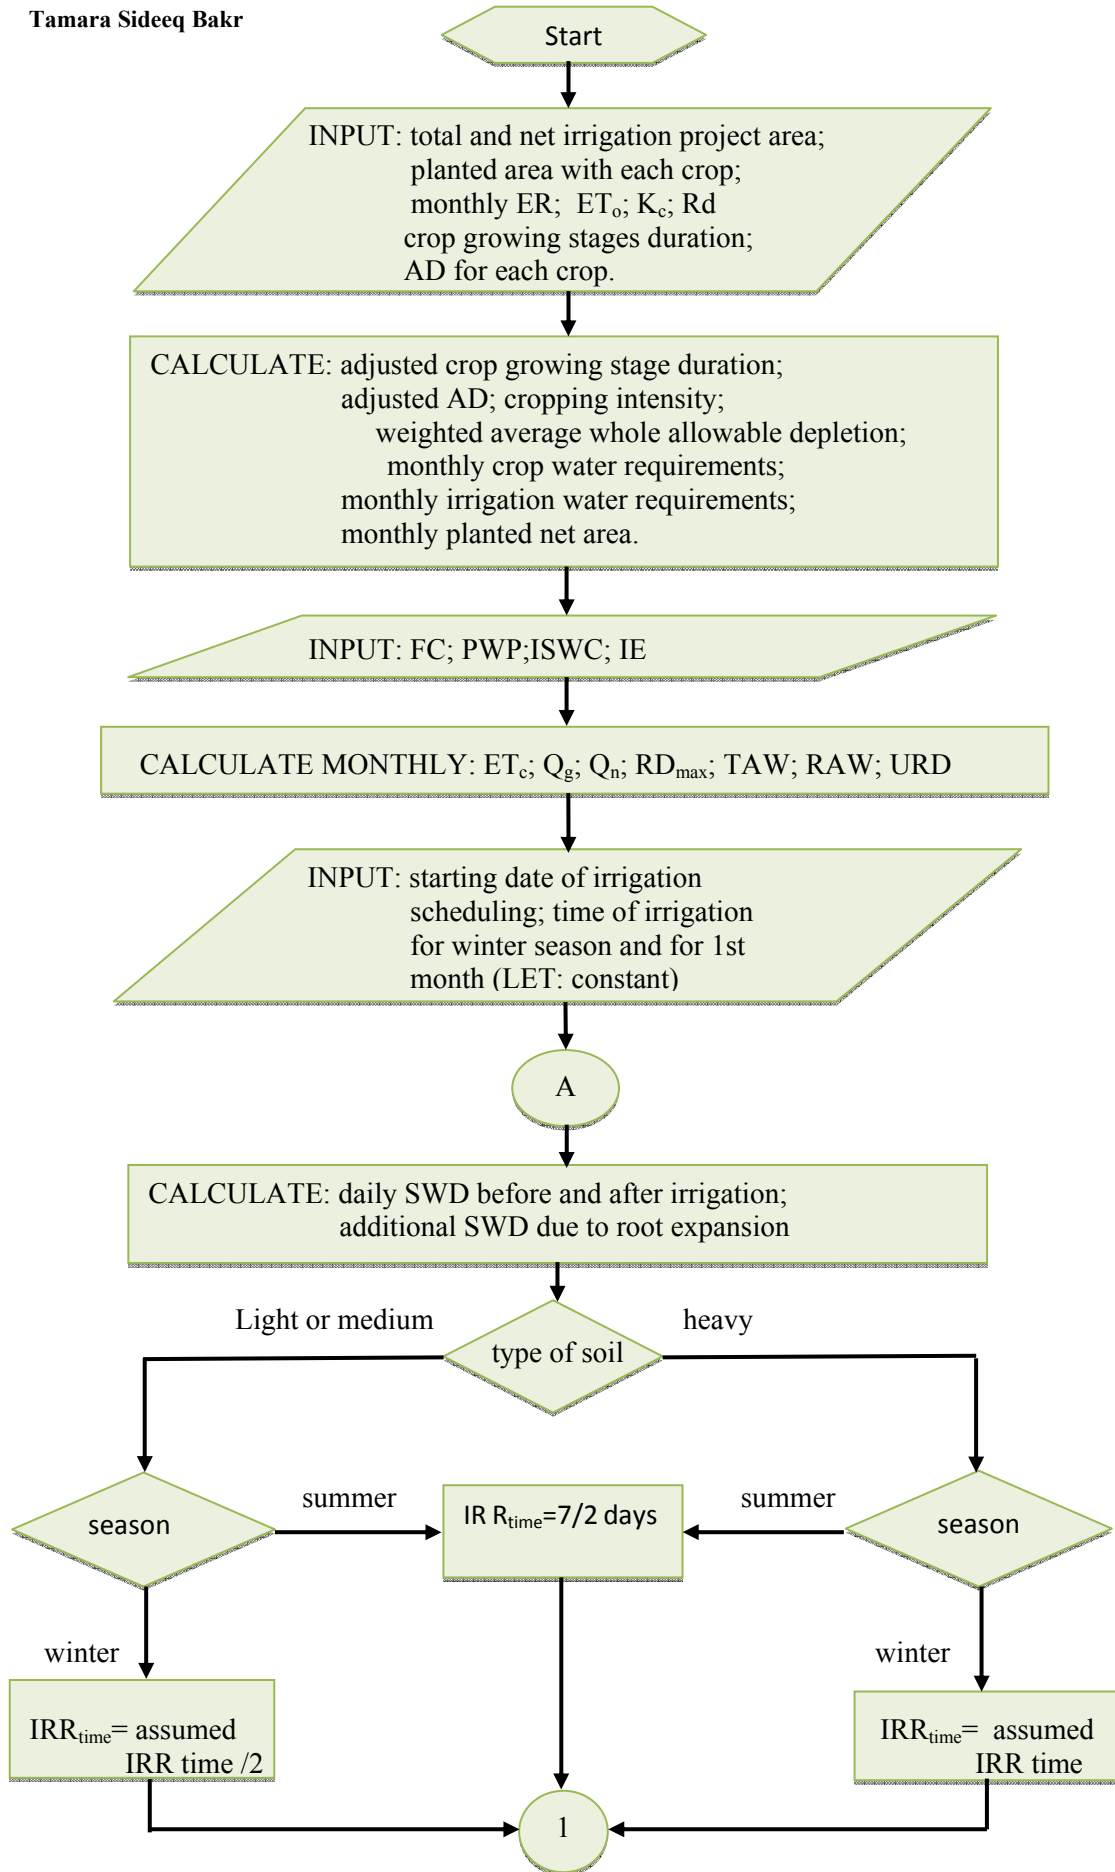 Tamara Sideeq Bakr
Start
INPUT: total and net irrigation project area;
planted area with each crop;
monthly ER; ETo; Kc; Rd
crop growing stages duration;
AD for each crop.
CALCULATE: adjusted crop growing stage duration;
adjusted AD; cropping intensity;
weighted average whole allowable depletion;
monthly crop water requirements;
monthly irrigation water requirements;
monthly planted net area.
INPUT: FC; PWP;ISWC; IE
CALCULATE MONTHLY: ETc; Qg; Qn; RDmax; TAW; RAW; URD
INPUT: starting date of irrigation
scheduling; time of irrigation
for winter season and for 1st
month (LET: constant)
A
CALCULATE: daily SWD before and after irrigation;
additional SWD due to root expansion
Light or medium
heavy
type of soil
summer
summer
IR Rtime=7/2 days
season
season
winter
winter
IRRtime= assumed
IRR time /2
IRRtime= assumed
IRR time
1